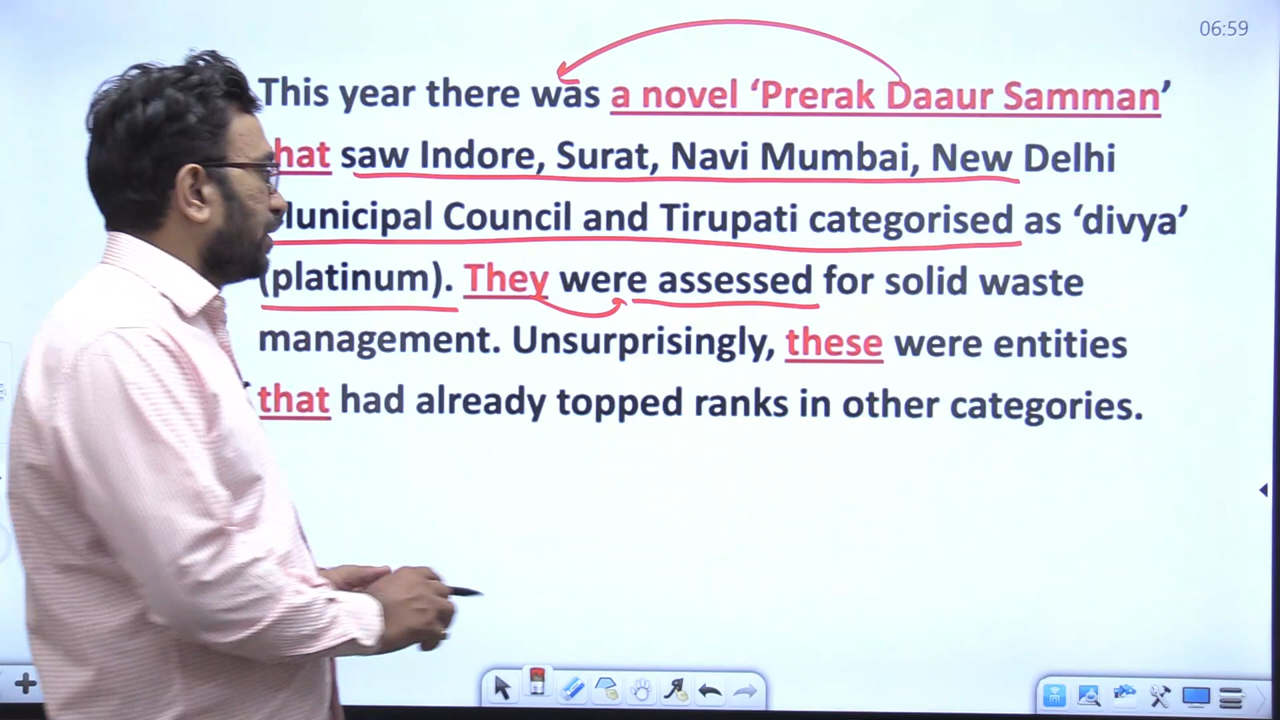 06:59
This year there was a novel ‘Prerak Daaur Samman’
hat saw Indore, Surat, Navi Mumbai, New Delhi
unicipal Council and Tirupati categorised as ‘divya’
(platinum). They were assessed for solid waste
management. Unsurprisingly, these were entities
that had already topped ranks in other categories.